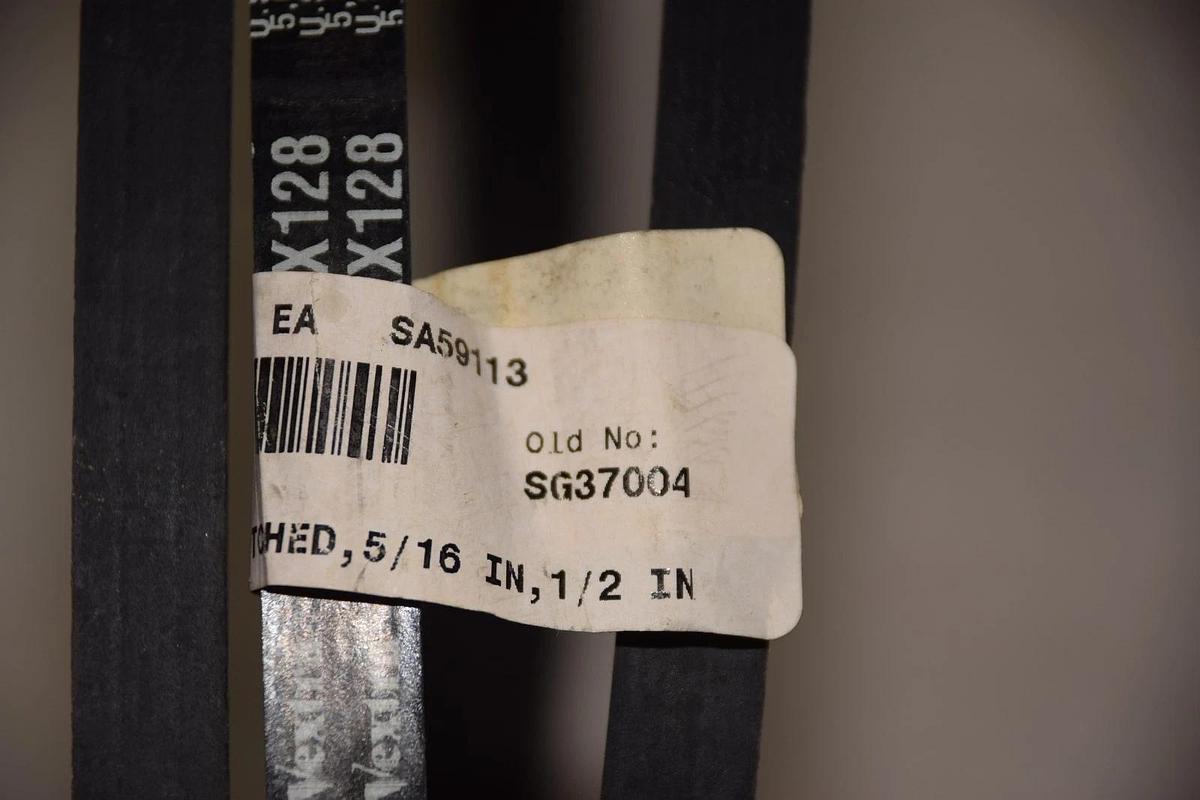 U.S.
U.S.
U.S.
X128
X128
EA SA59113
Old No:
SG37004
TCHED,5/16 IN,1/2 IN